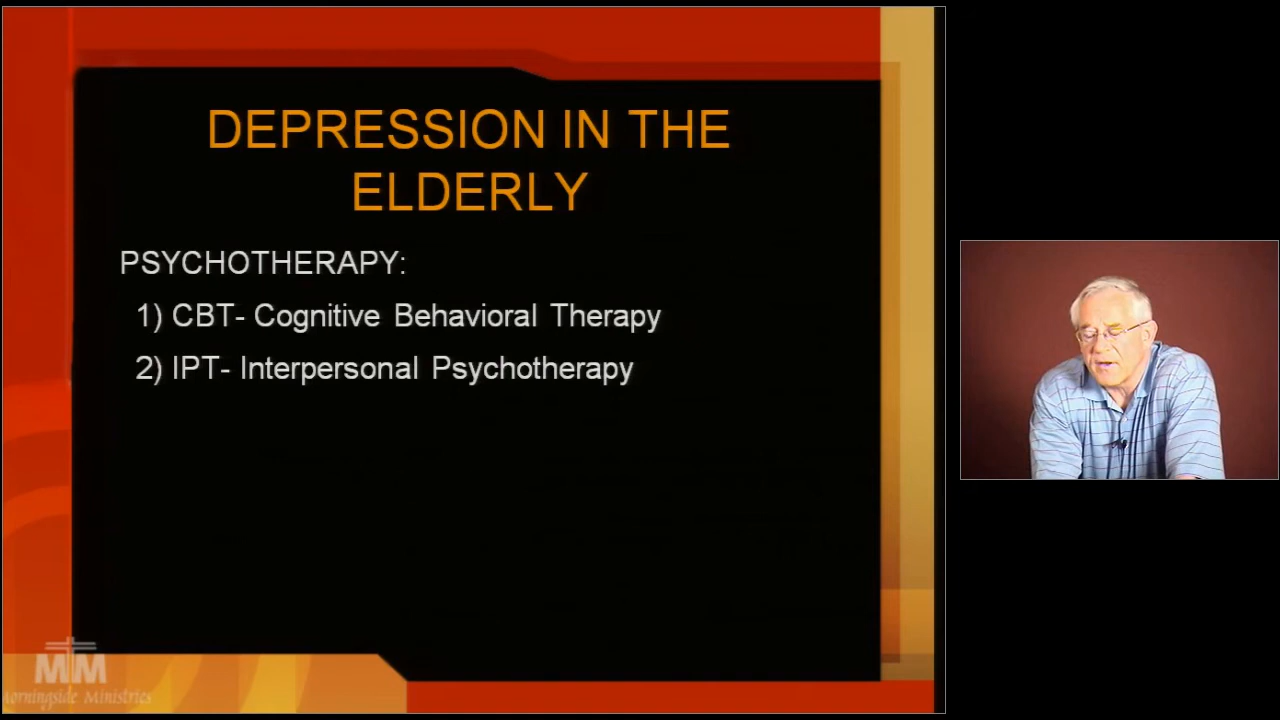 DEPRESSION IN THE
ELDERLY
PSYCHOTHERAPY:
1) CBT- Cognitive Behavioral Therapy
2) IPT- Interpersonal Psychotherapy
MM
Morningside Ministries